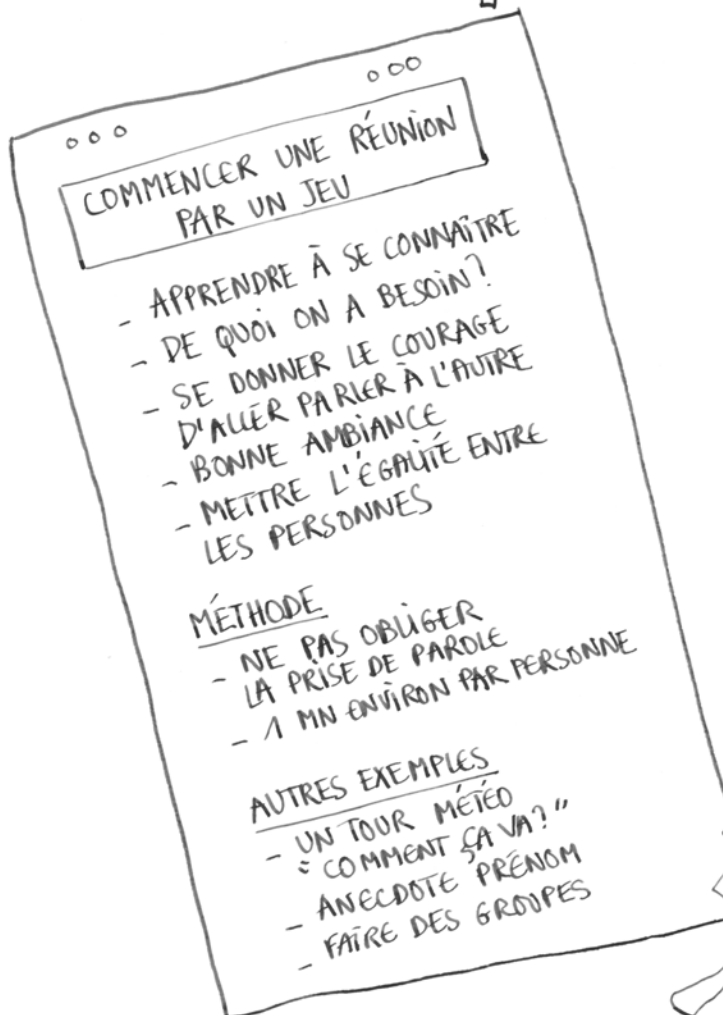 COMMENCER UNE RÉUNION
PAR UN JEU
- APPRENDRE À SE CONNAÎTRE
- DE QUOI ON A BESOIN?
- SE DONNER LE COURAGE
D'ALLER PARLER À L'AUTRE
- BONNE AMBIANCE
- METTRE L'ÉGALITÉ ENTRE
LES PERSONNES
MÉTHODE
- NE PAS OBLIGER
LA PRISE DE PAROLE
- 1 MN ENVIRON PAR PERSONNE
AUTRES EXEMPLES
- UN TOUR MÉTÉO
= "COMMENT ÇA VA?"
- ANECDOTE PRÉNOM
- FAIRE DES GROUPES